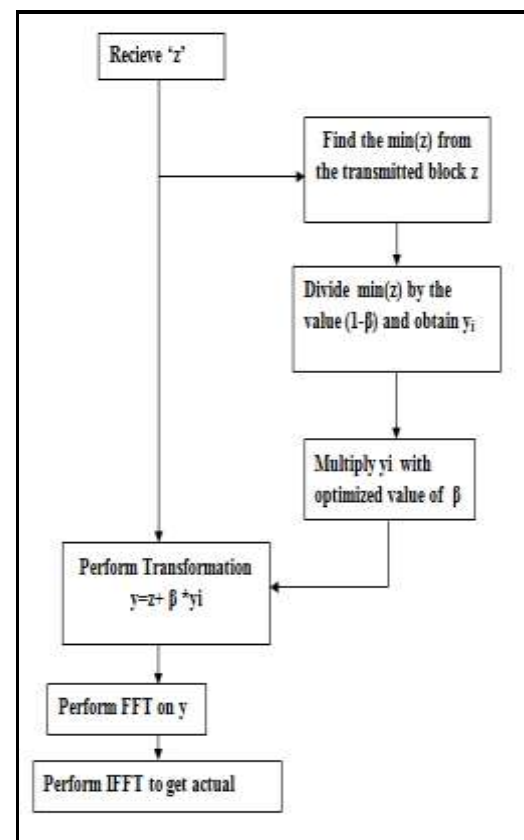 Recieve ‘z’
Find the min(z) from
the transmitted block z
Divide min(z) by the
value (1-β) and obtain yi
Multiply yi with
optimized value of β
Perform Transformation
y=z+ β *yi
Perform FFT on y
Perform IFFT to get actual